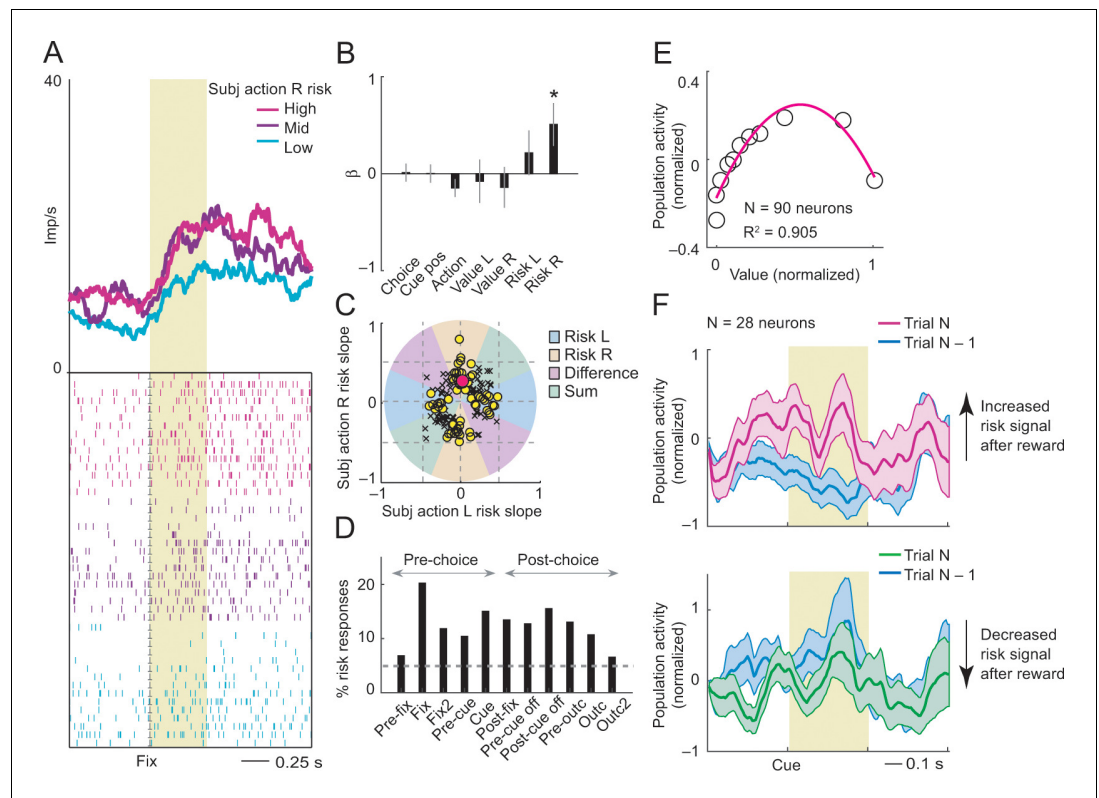 A
Subj action R risk
High
Mid
Low
40
Imp/s
0
Fix
0.25 s
B
1
0
−1
β
*
Choice
Cue pos
Action
Value L
Value R
Risk L
Risk R
C
Subj action R risk slope
1
0
−1
−1
0
1
Subj action L risk slope
Risk L
Risk R
Difference
Sum
D
Pre-choice
Post-choice
% risk responses
20
10
0
Pre-fix
Fix
Fix2
Pre-cue
Cue
Post-fix
Pre-cue off
Post-cue off
Pre-outc
Outc
Outc2
E
Population activity
(normalized)
0.4
0
−0.4
N = 90 neurons
R² = 0.905
0
1
Value (normalized)
F
N = 28 neurons
Trial N
Trial N − 1
Population activity
(normalized)
1
0
−1
Increased
risk signal
after reward
Trial N
Trial N − 1
Population activity
(normalized)
1
0
−1
Decreased
risk signal
after reward
Cue
0.1 s